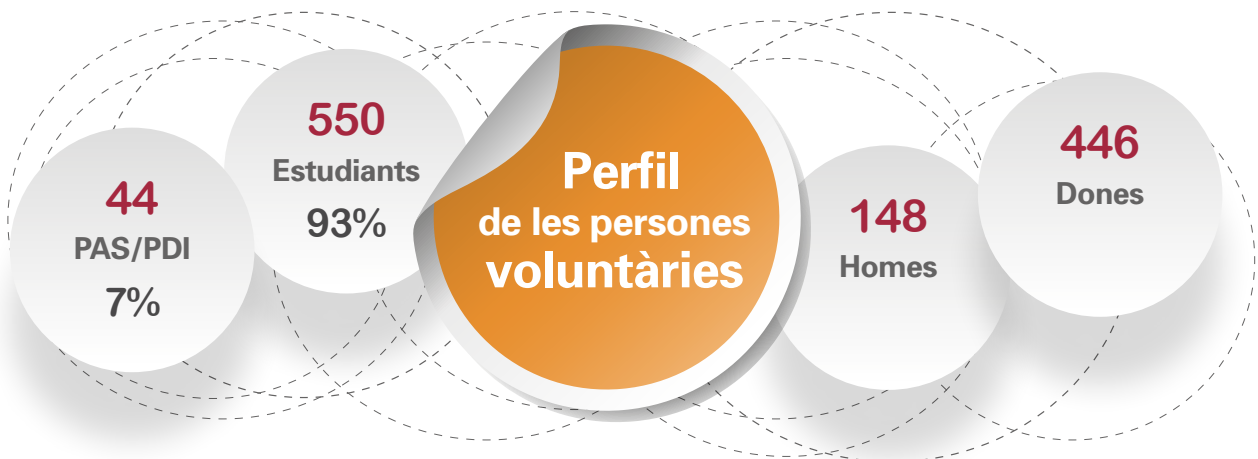 44
PAS/PDI
7%
550
Estudiants
93%
Perfil
de les persones
voluntàries
148
Homes
446
Dones